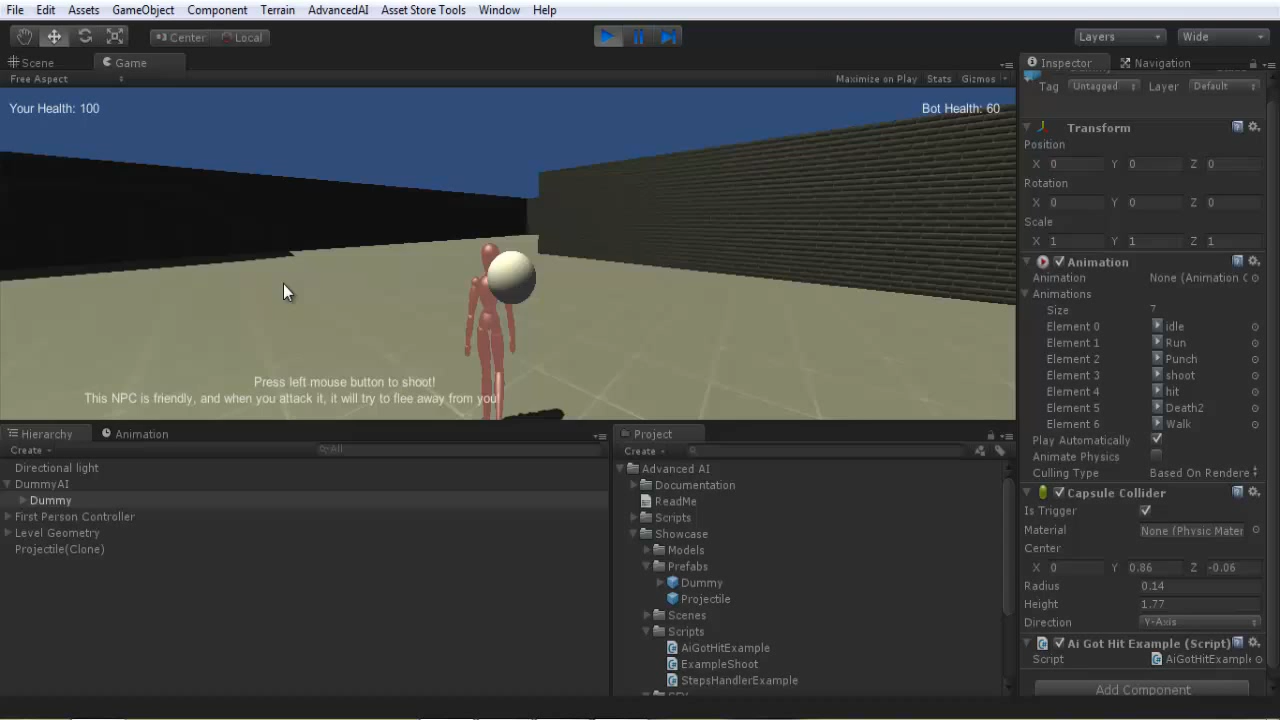 File Edit Assets GameObject Component Terrain AdvancedAI Asset Store Tools Window Help
Center Local Layers Wide
Scene Game
Free Aspect Maximize on Play Stats Gizmos
Your Health: 100
Bot Health: 60
Press left mouse button to shoot!
This NPC is friendly, and when you attack it, it will try to flee away from you
Hierarchy Animation
Create All
Directional light
DummyAI
Dummy
First Person Controller
Level Geometry
Projectile(Clone)
Project
Create
Advanced AI
Documentation
ReadMe
Scripts
Showcase
Models
Prefabs
Dummy
Projectile
Scenes
Scripts
AiGotHitExample
ExampleShoot
StepsHandlerExample
Inspector Navigation
Tag Untagged Layer Default
Transform
Position
X 0 Y 0 Z 0
Rotation
X 0 Y 0 Z 0
Scale
X 1 Y 1 Z 1
Animation
Animation None (Animation C
Animations
Size 7
Element 0 idle
Element 1 Run
Element 2 Punch
Element 3 shoot
Element 4 hit
Element 5 Death2
Element 6 Walk
Play Automatically
Animate Physics
Culling Type Based On Rendere
Capsule Collider
Is Trigger
Material None (Physic Mater
Center
X 0 Y 0.86 Z -0.06
Radius 0.14
Height 1.77
Direction Y-Axis
Ai Got Hit Example (Script)
Script AiGotHitExampl
Add Component